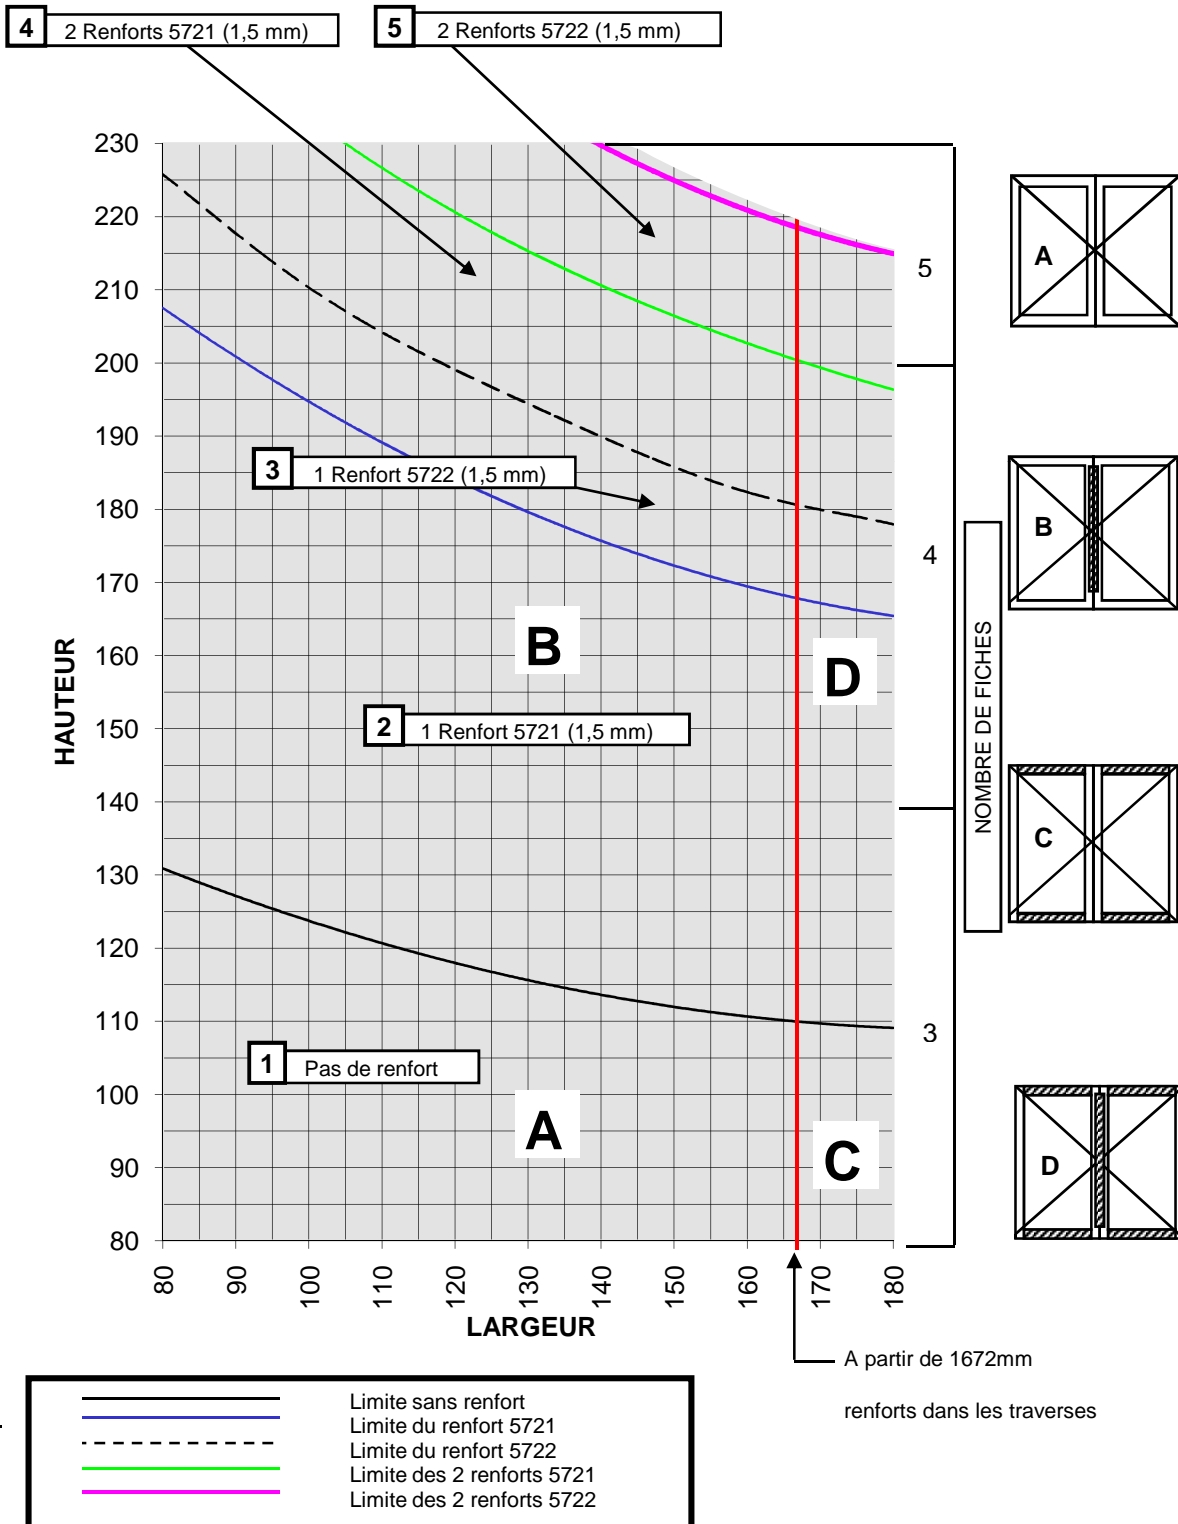 4 2 Renforts 5721 (1,5 mm)
5 2 Renforts 5722 (1,5 mm)
230
220
210
200
190
180
170
160
150
140
130
120
110
100
90
80
HAUTEUR
3 1 Renfort 5722 (1,5 mm)
B
D
2 1 Renfort 5721 (1,5 mm)
1 Pas de renfort
A
C
80
90
100
110
120
130
140
150
160
170
180
LARGEUR
5
4
3
NOMBRE DE FICHES
A
B
C
D
A partir de 1672mm
renforts dans les traverses
Limite sans renfort
Limite du renfort 5721
Limite du renfort 5722
Limite des 2 renforts 5721
Limite des 2 renforts 5722